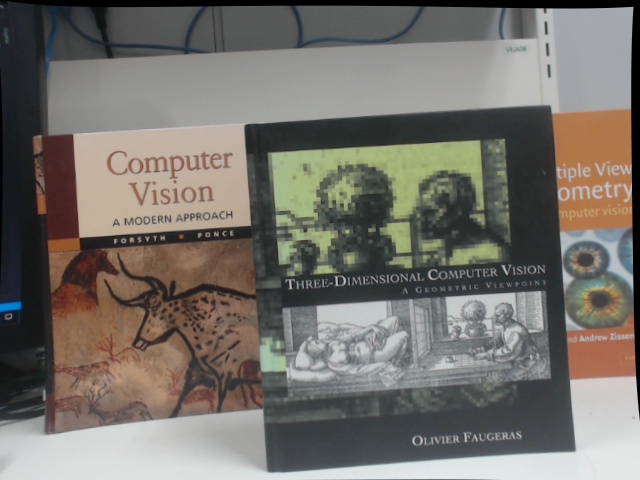 Computer
Vision
A MODERN APPROACH
FORSYTH ▪ PONCE
THREE-DIMENSIONAL COMPUTER VISION
A GEOMETRIC VIEWPOINT
OLIVIER FAUGERAS
tiple View
ometry
mputer vision
nd Andrew Zisser